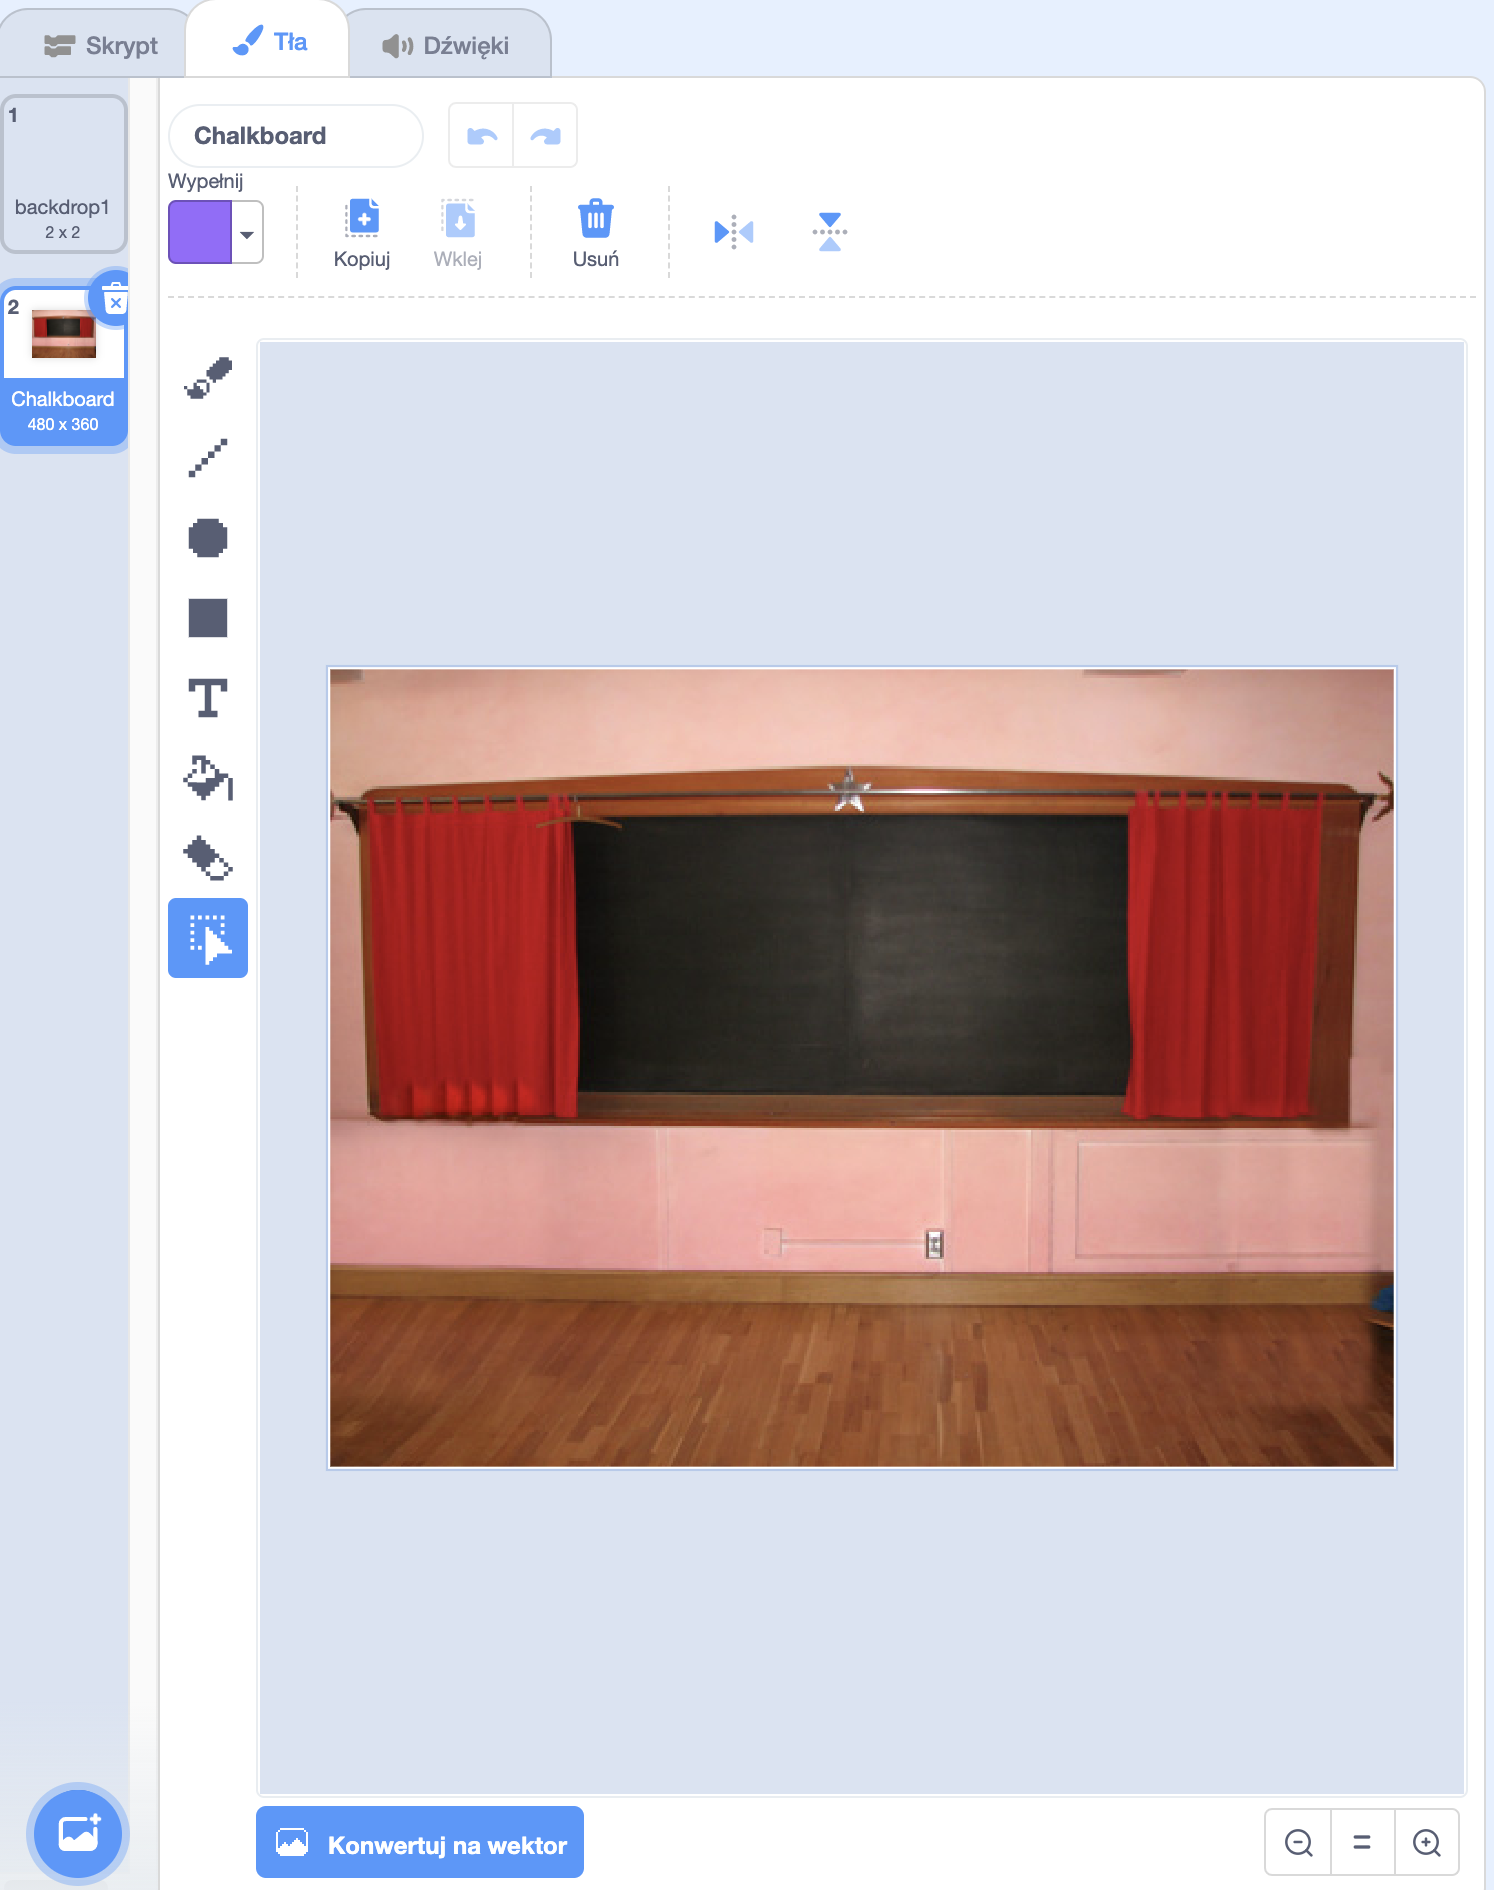 Skrypt
Tła
Dźwięki
1
backdrop1
2 x 2
2
Chalkboard
480 x 360
Chalkboard
Wypełnij
Kopiuj
Wklej
Usuń
Konwertuj na wektor